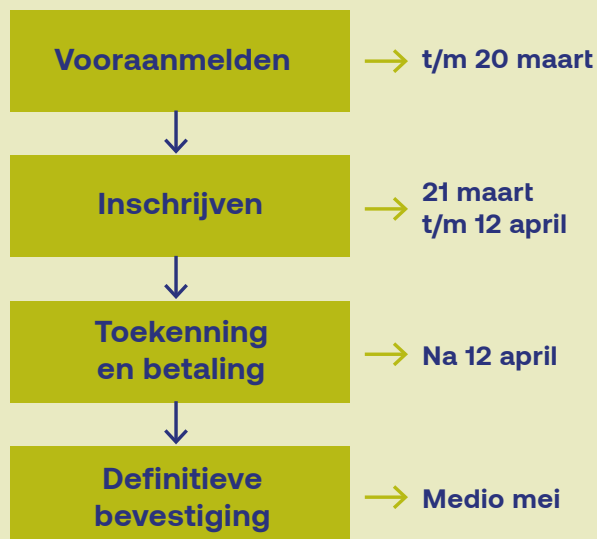 Vooraanmelden
t/m 20 maart
Inschrijven
21 maart
t/m 12 april
Toekenning
en betaling
Na 12 april
Definitieve
bevestiging
Medio mei